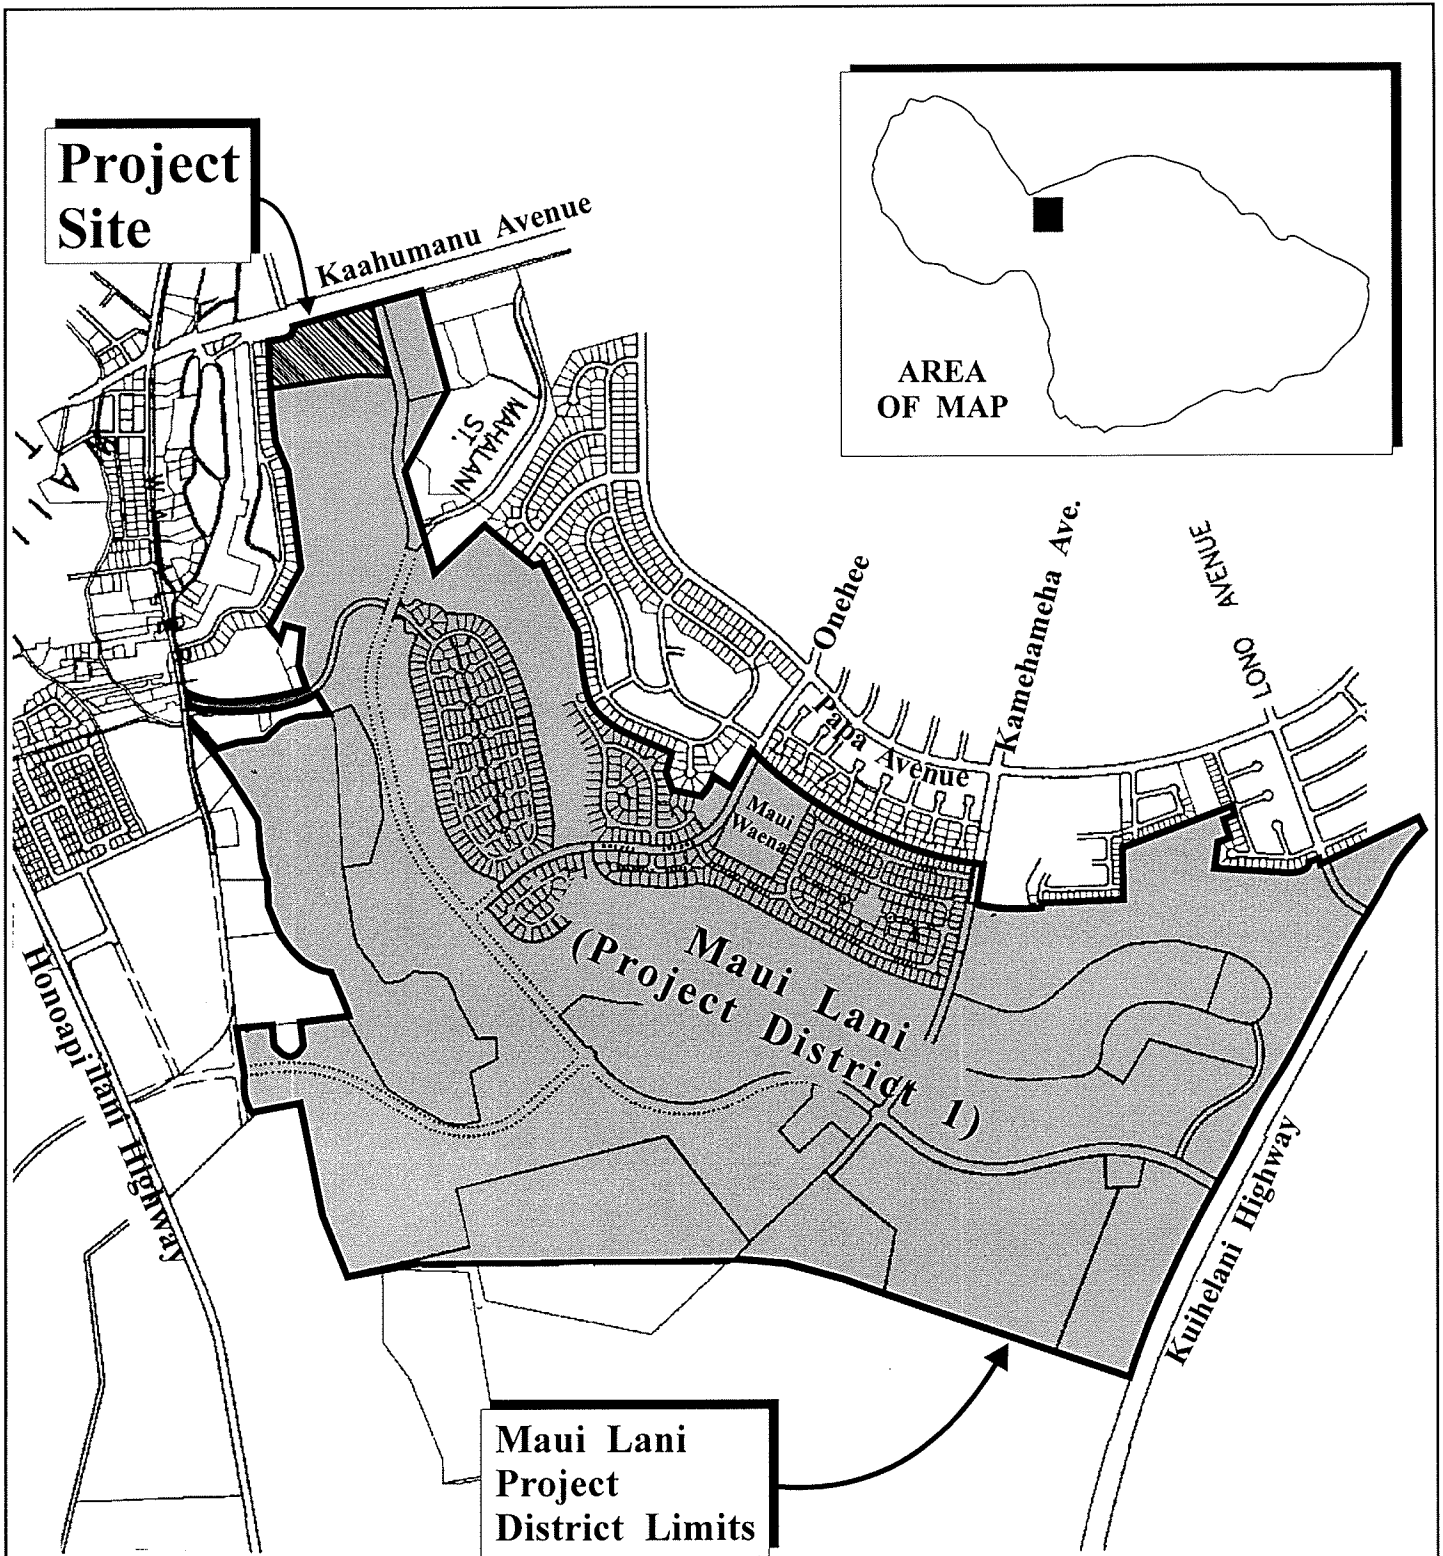 Project
Site
Kaahumanu Avenue
AREA
OF MAP
MAHALANI
ST.
Onehee
Kamehameha Ave.
LONO AVENUE
Papa Avenue
Maui
Waena
Maui Lani
(Project District 1)
Honoapiilani Highway
Kuihelani Highway
Maui Lani
Project
District Limits